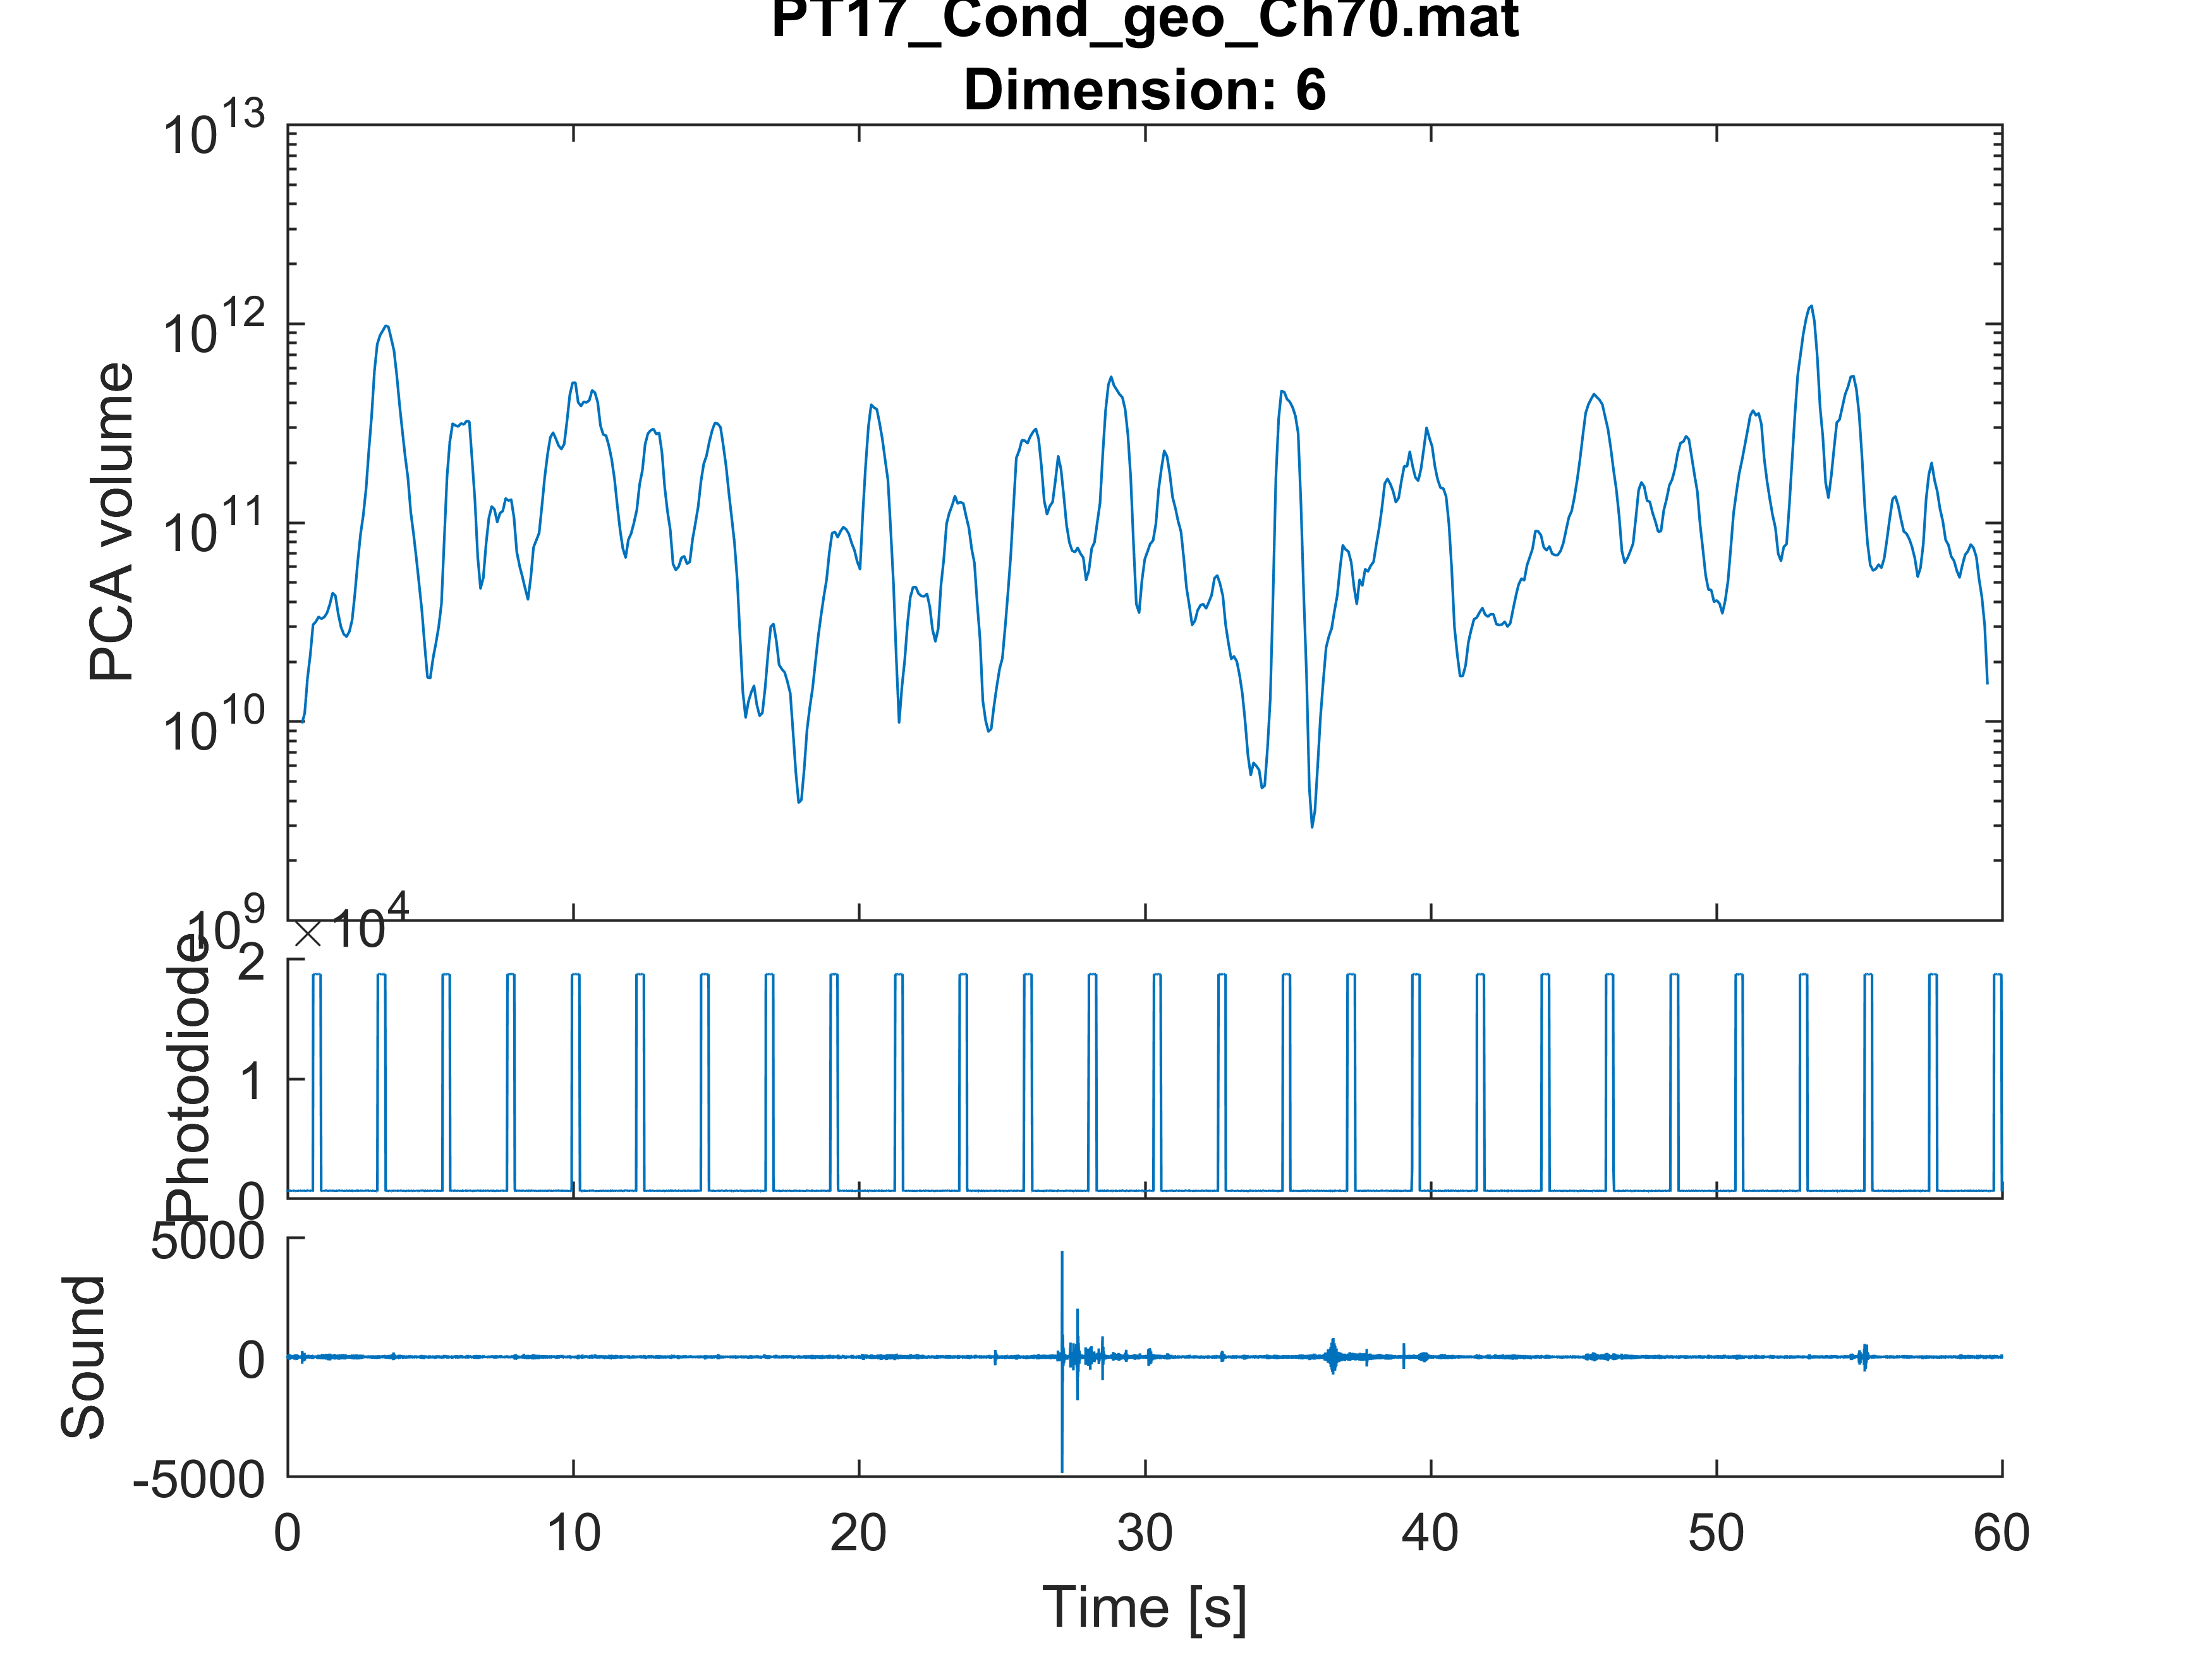 PT17_Cond_geo_Ch70.mat
Dimension: 6
PCA volume
10^13
10^12
10^11
10^10
10^9
× 10^4
Photodiode
2
1
0
Sound
5000
0
-5000
0 10 20 30 40 50 60
Time [s]